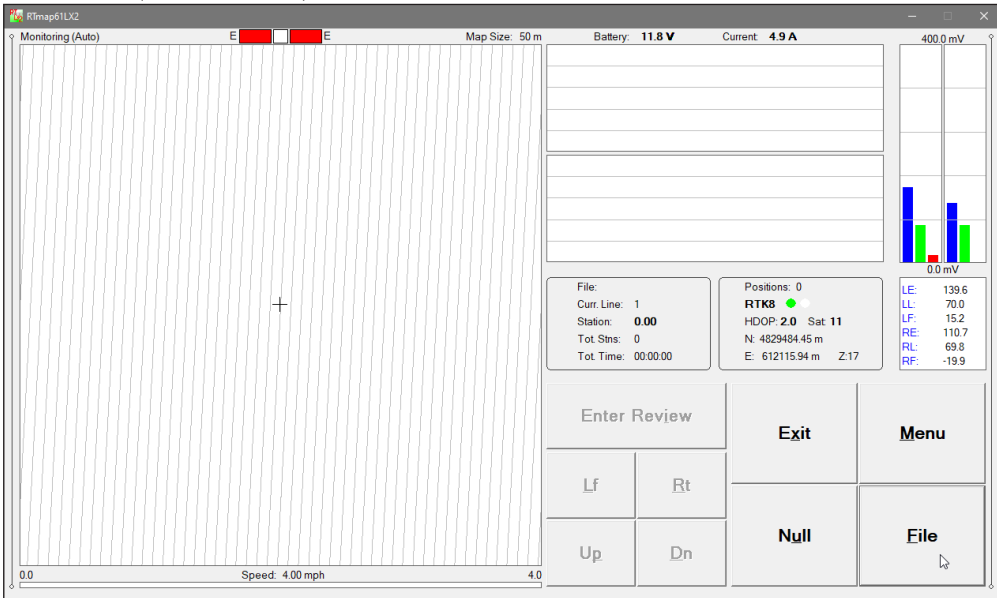 RTmap61LX2
Monitoring (Auto)
E
E
Map Size: 50 m
Battery: 11.8 V
Current: 4.9 A
400.0 mV
0.0 mV
File:
Curr. Line: 1
Station: 0.00
Tot. Stns: 0
Tot. Time: 00:00:00
Positions: 0
RTK8
HDOP: 2.0 Sat: 11
N: 4829484.45 m
E: 612115.94 m Z:17
LE: 139.6
LL: 70.0
LF: 15.2
RE: 110.7
RL: 69.8
RF: -19.9
Enter Review
Exit
Menu
Lf
Rt
Null
File
Up
Dn
0.0
Speed: 4.00 mph
4.0